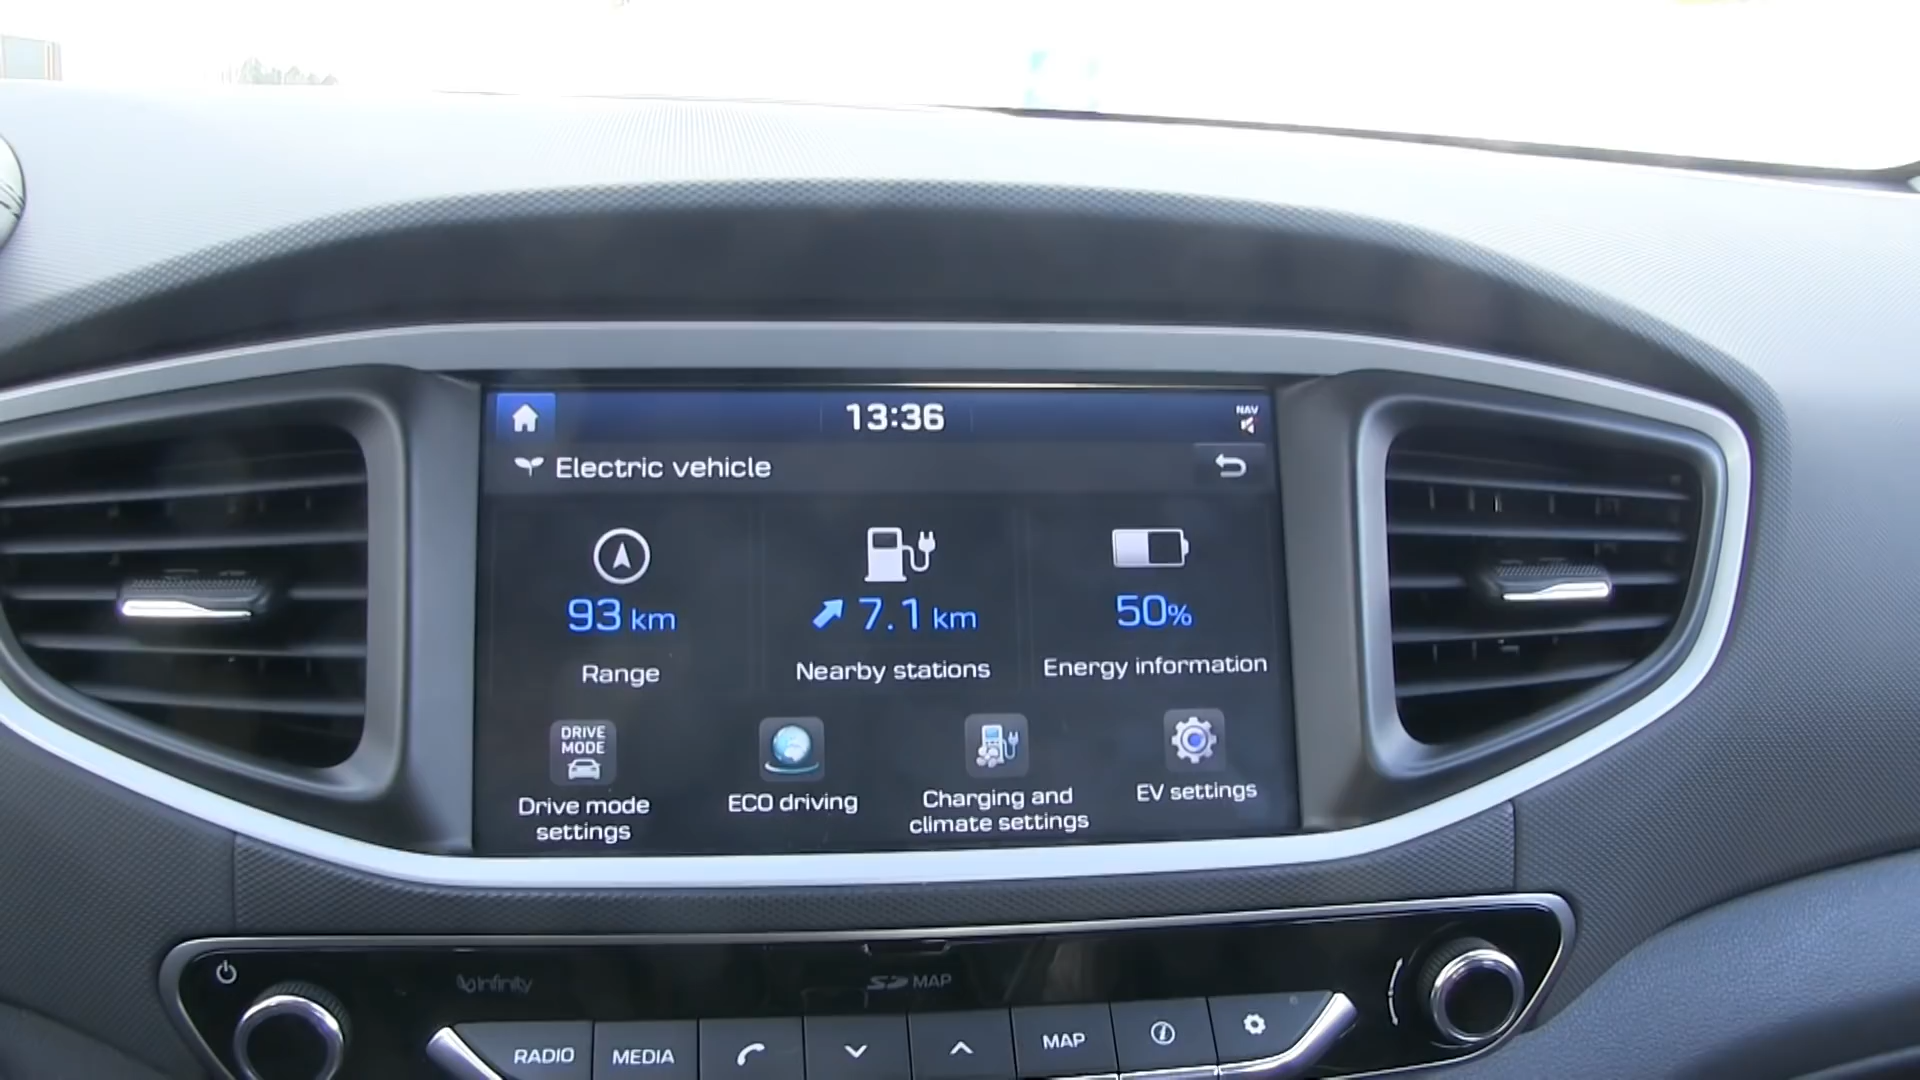 13:36
NAV
Electric vehicle
93 km
7.1 km
50%
Range
Nearby stations
Energy information
DRIVE
MODE
Drive mode
settings
ECO driving
Charging and
climate settings
EV settings
Infinity
SD MAP
RADIO
MEDIA
MAP